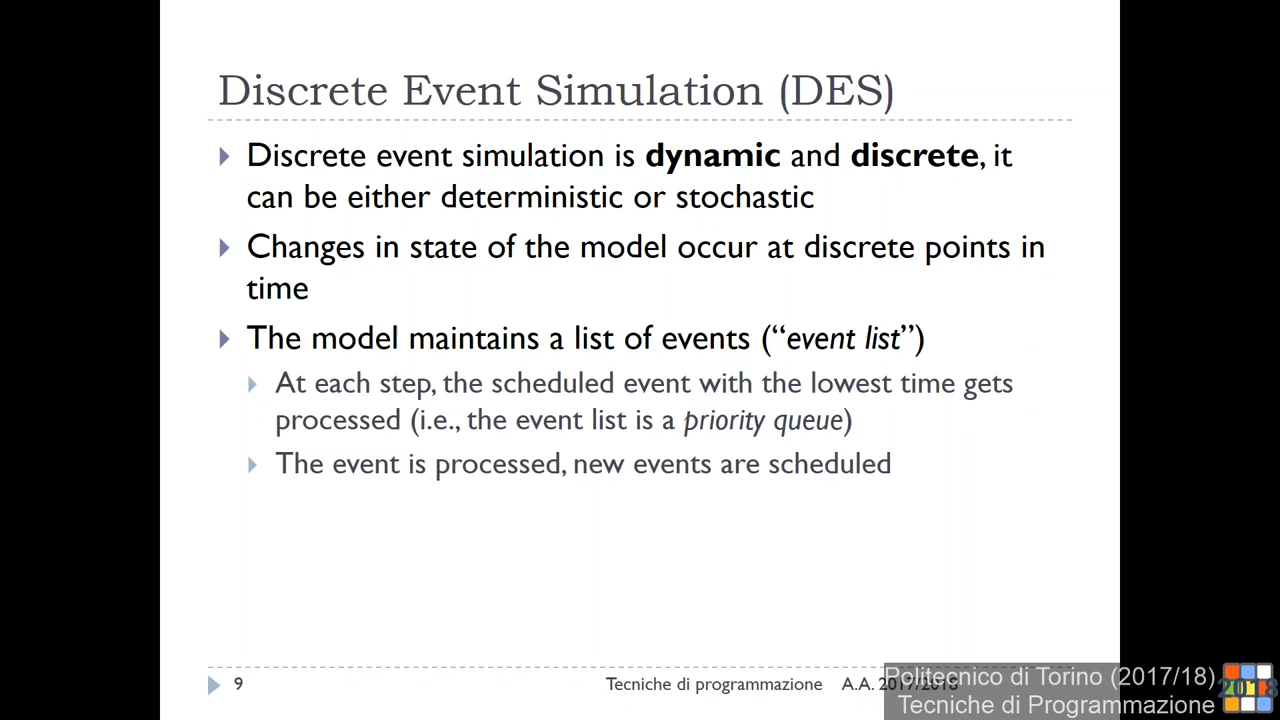 Discrete Event Simulation (DES)
Discrete event simulation is dynamic and discrete, it
can be either deterministic or stochastic
Changes in state of the model occur at discrete points in
time
The model maintains a list of events (“event list”)
At each step, the scheduled event with the lowest time gets
processed (i.e., the event list is a priority queue)
The event is processed, new events are scheduled
9
Tecniche di programmazione A.A. 2017/2018
Politecnico di Torino (2017/18)
Tecniche di Programmazione
2018